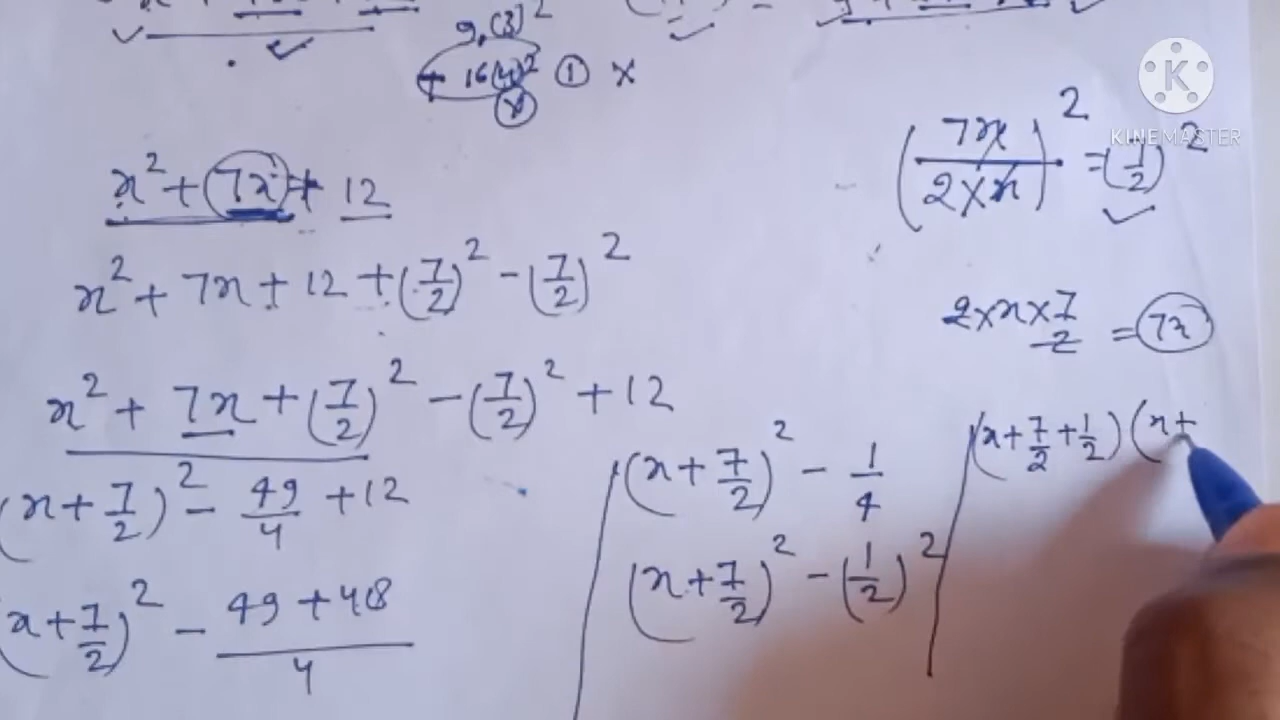 9,(3)²
+ 16(4)² ① x
x² + 7x + 12
x² + 7x + 12 + (7/2)² - (7/2)²
x² + 7x + (7/2)² - (7/2)² + 12
(x + 7/2)² - 49/4 + 12
(x + 7/2)² - 49 + 48/4
(x + 7/2)² - 1/4
(x + 7/2)² - (1/2)²
K
KINEMASTER
(7x/2×x)² = (1/2)²
2×x×7/2 = 7x
(x + 7/2 + 1/2) (x +